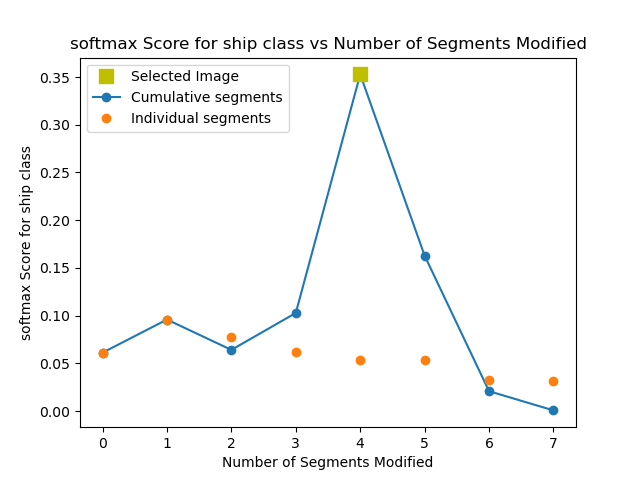 softmax Score for ship class vs Number of Segments Modified
Selected Image
Cumulative segments
Individual segments
softmax Score for ship class
0.35
0.30
0.25
0.20
0.15
0.10
0.05
0.00
0 1 2 3 4 5 6 7
Number of Segments Modified